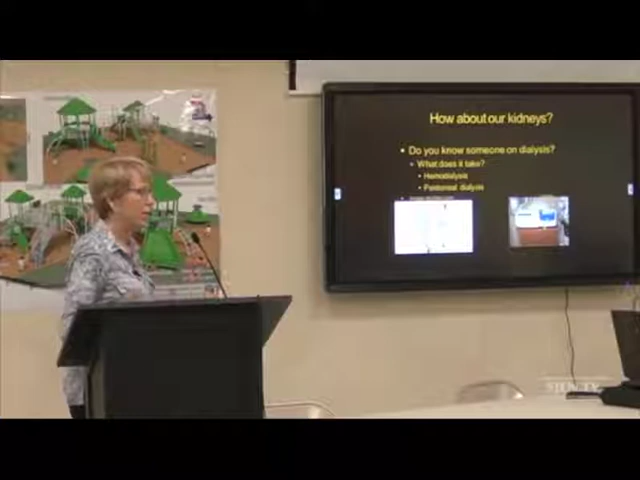 How about our kidneys?
• Do you know someone on dialysis?
• What does it take?
• Hemodialysis
• Peritoneal dialysis